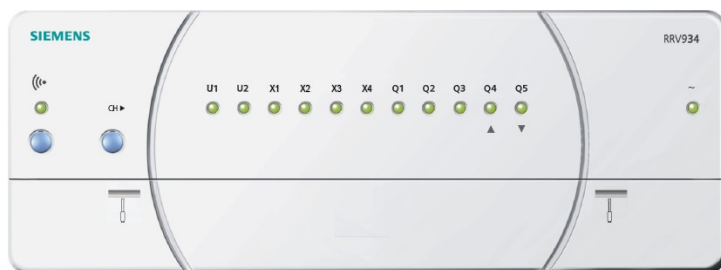 SIEMENS
RRV934
U1 U2 X1 X2 X3 X4 Q1 Q2 Q3 Q4 Q5 ~
CH ▶
▲ ▼